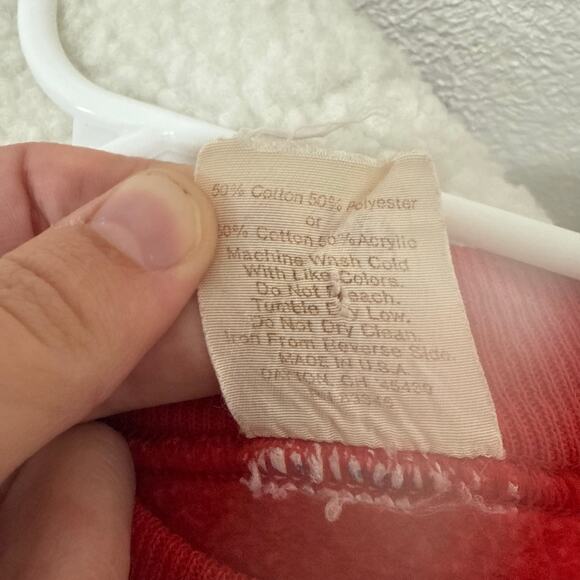 50% Cotton 50% Polyester
or
50% Cotton 50% Acrylic
Machine Wash Cold
With Like Colors.
Do Not Bleach.
Tumble Dry Low.
Do Not Dry Clean.
Iron From Reverse Side.
MADE IN U.S.A.
DAYTON, OH. 45439